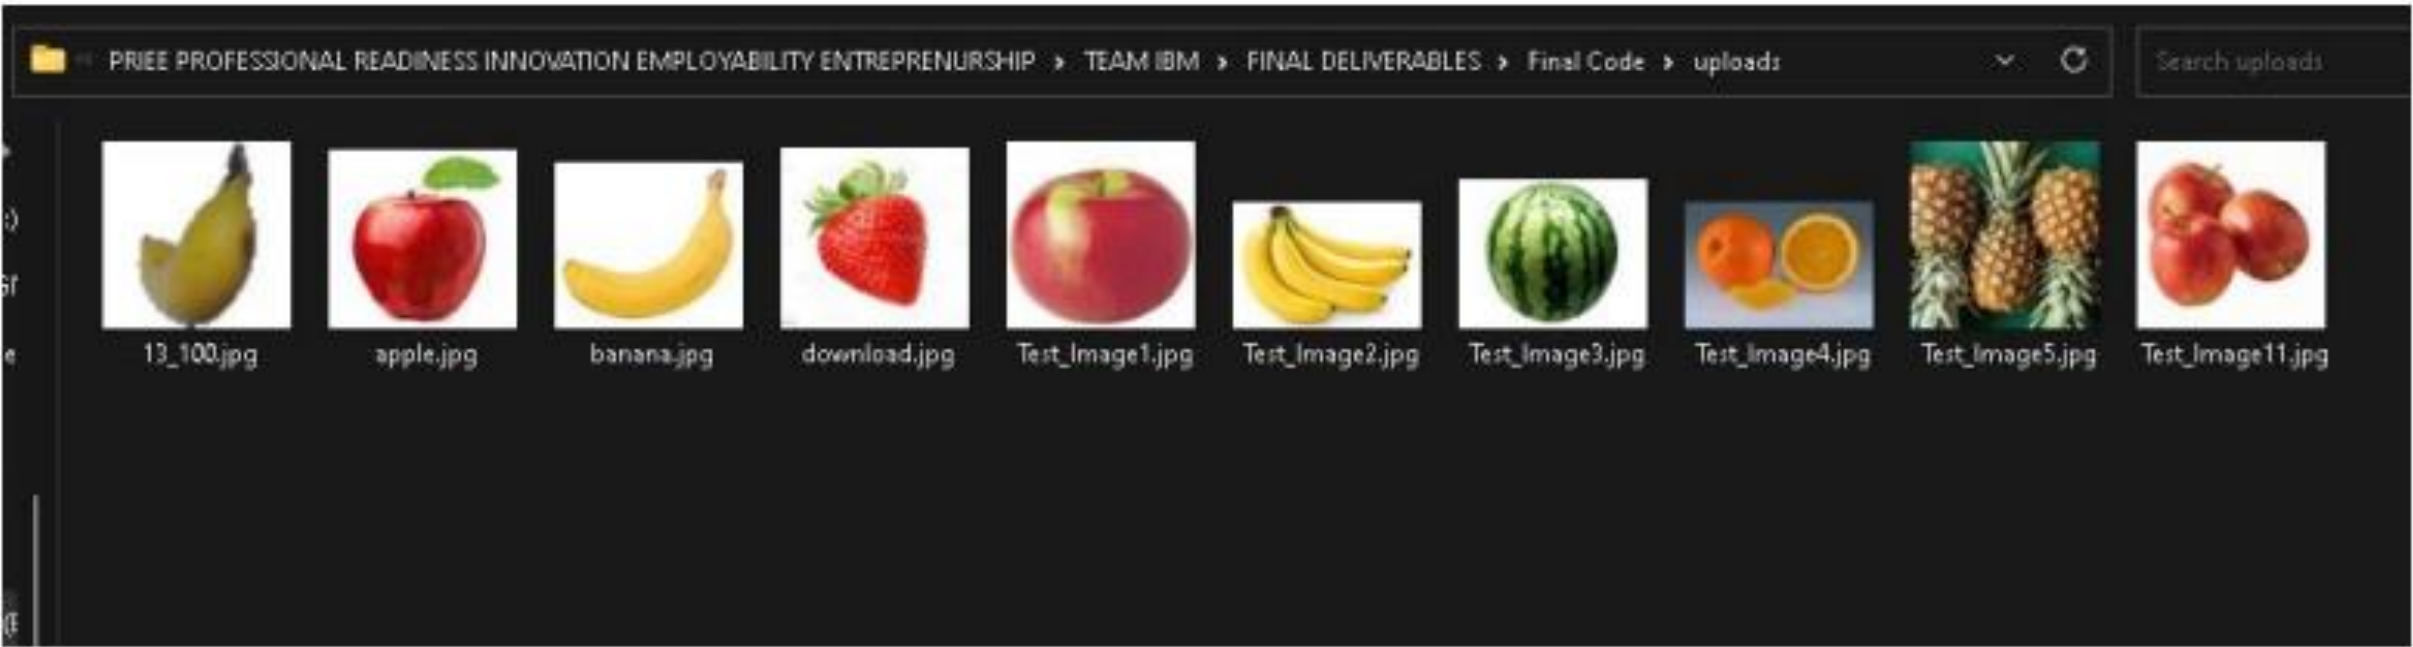 PRIEE PROFESSIONAL READINESS INNOVATION EMPLOYABILITY ENTREPRENURSHIP > TEAM IBM > FINAL DELIVERABLES > Final Code > uploads
Search uploads
13_100.jpg
apple.jpg
banana.jpg
download.jpg
Test_Image1.jpg
Test_Image2.jpg
Test_Image3.jpg
Test_Image4.jpg
Test_Image5.jpg
Test_Image11.jpg